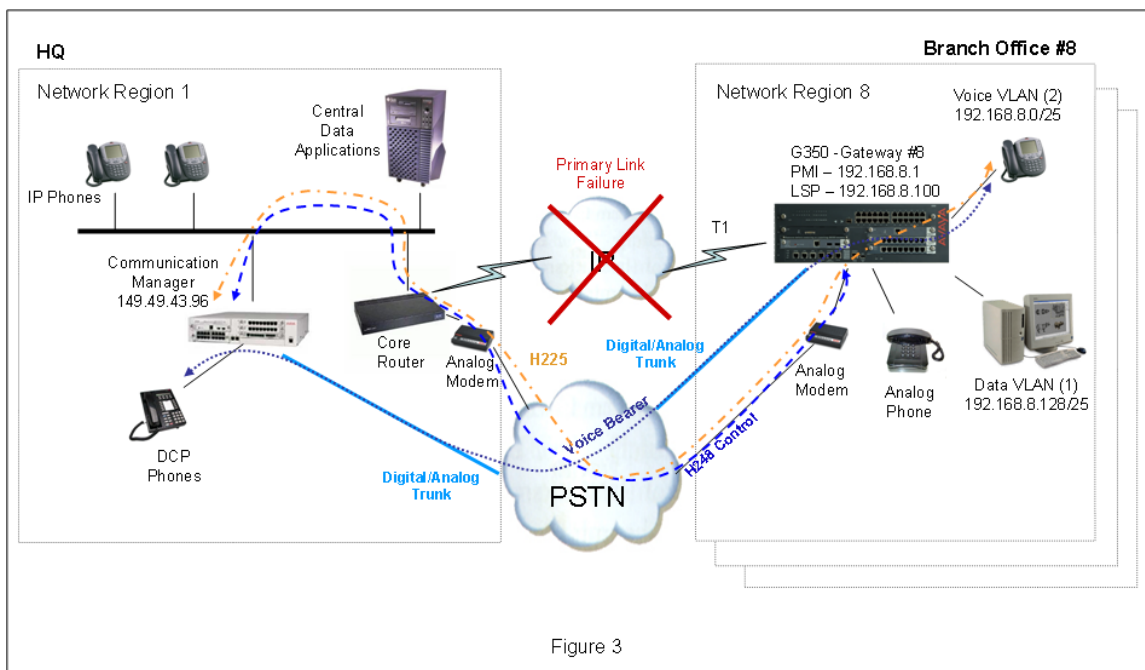 HQ
Branch Office #8
Network Region 1
Network Region 8
Central
Data
Applications
IP Phones
Communication
Manager
149.49.43.96
DCP
Phones
Core
Router
Analog
Modem
Primary Link
Failure
IP
T1
H225
Digital/Analog
Trunk
Digital/Analog
Trunk
Voice Bearer
H248 Control
PSTN
G350 -Gateway #8
PMI – 192.168.8.1
LSP – 192.168.8.100
AVAYA
Voice VLAN (2)
192.168.8.0/25
Analog
Modem
Analog
Phone
Data VLAN (1)
192.168.8.128/25
Figure 3